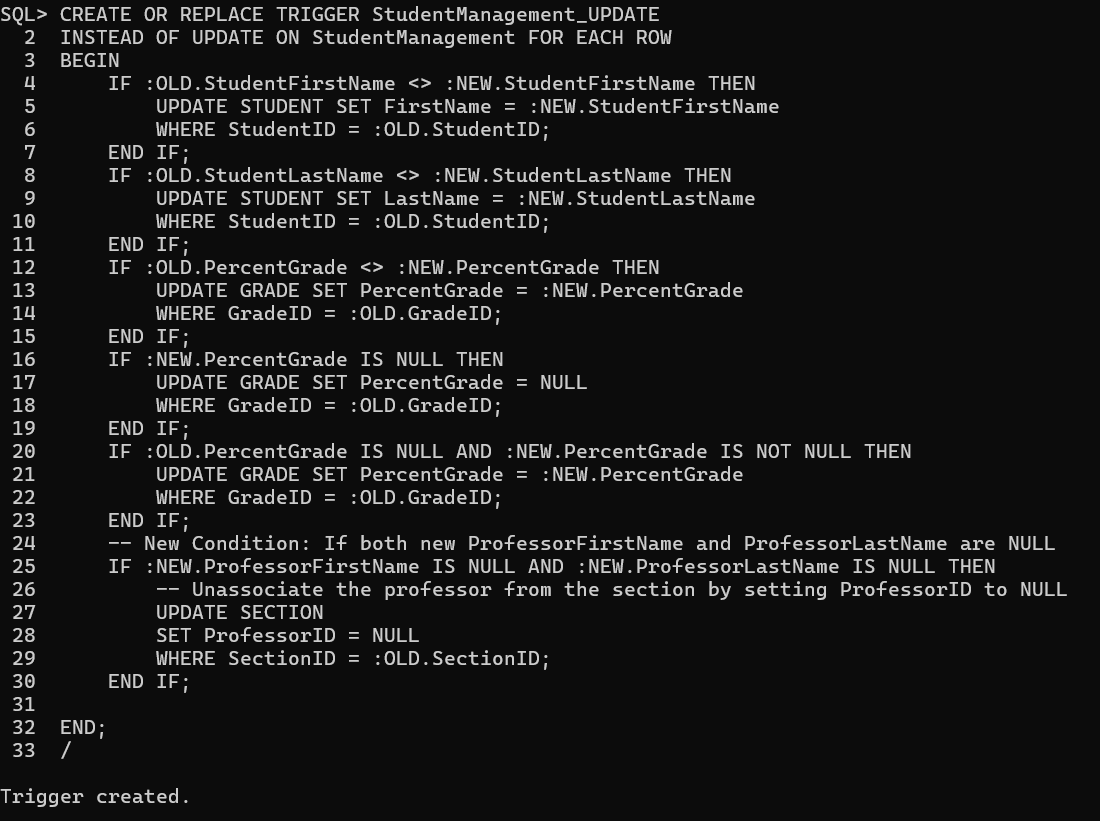 SQL> CREATE OR REPLACE TRIGGER StudentManagement_UPDATE
  2  INSTEAD OF UPDATE ON StudentManagement FOR EACH ROW
  3  BEGIN
  4      IF :OLD.StudentFirstName <> :NEW.StudentFirstName THEN
  5          UPDATE STUDENT SET FirstName = :NEW.StudentFirstName
  6          WHERE StudentID = :OLD.StudentID;
  7      END IF;
  8      IF :OLD.StudentLastName <> :NEW.StudentLastName THEN
  9          UPDATE STUDENT SET LastName = :NEW.StudentLastName
 10          WHERE StudentID = :OLD.StudentID;
 11      END IF;
 12      IF :OLD.PercentGrade <> :NEW.PercentGrade THEN
 13          UPDATE GRADE SET PercentGrade = :NEW.PercentGrade
 14          WHERE GradeID = :OLD.GradeID;
 15      END IF;
 16      IF :NEW.PercentGrade IS NULL THEN
 17          UPDATE GRADE SET PercentGrade = NULL
 18          WHERE GradeID = :OLD.GradeID;
 19      END IF;
 20      IF :OLD.PercentGrade IS NULL AND :NEW.PercentGrade IS NOT NULL THEN
 21          UPDATE GRADE SET PercentGrade = :NEW.PercentGrade
 22          WHERE GradeID = :OLD.GradeID;
 23      END IF;
 24      -- New Condition: If both new ProfessorFirstName and ProfessorLastName are NULL
 25      IF :NEW.ProfessorFirstName IS NULL AND :NEW.ProfessorLastName IS NULL THEN
 26          -- Unassociate the professor from the section by setting ProfessorID to NULL
 27          UPDATE SECTION
 28          SET ProfessorID = NULL
 29          WHERE SectionID = :OLD.SectionID;
 30      END IF;
 31
 32  END;
 33  /
Trigger created.